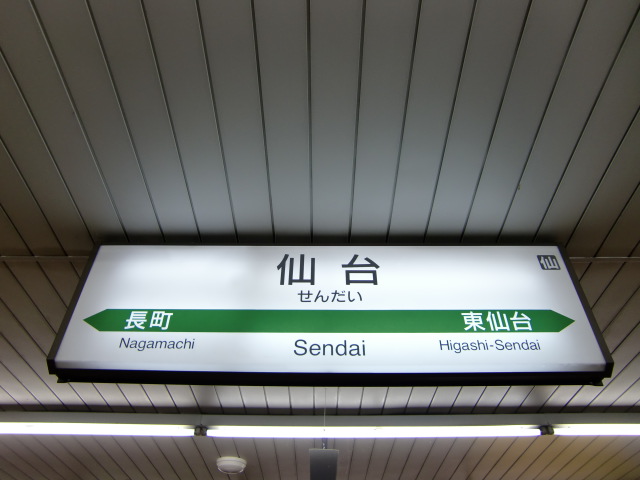 仙台
仙
せんだい
長町
東仙台
Nagamachi
Sendai
Higashi-Sendai